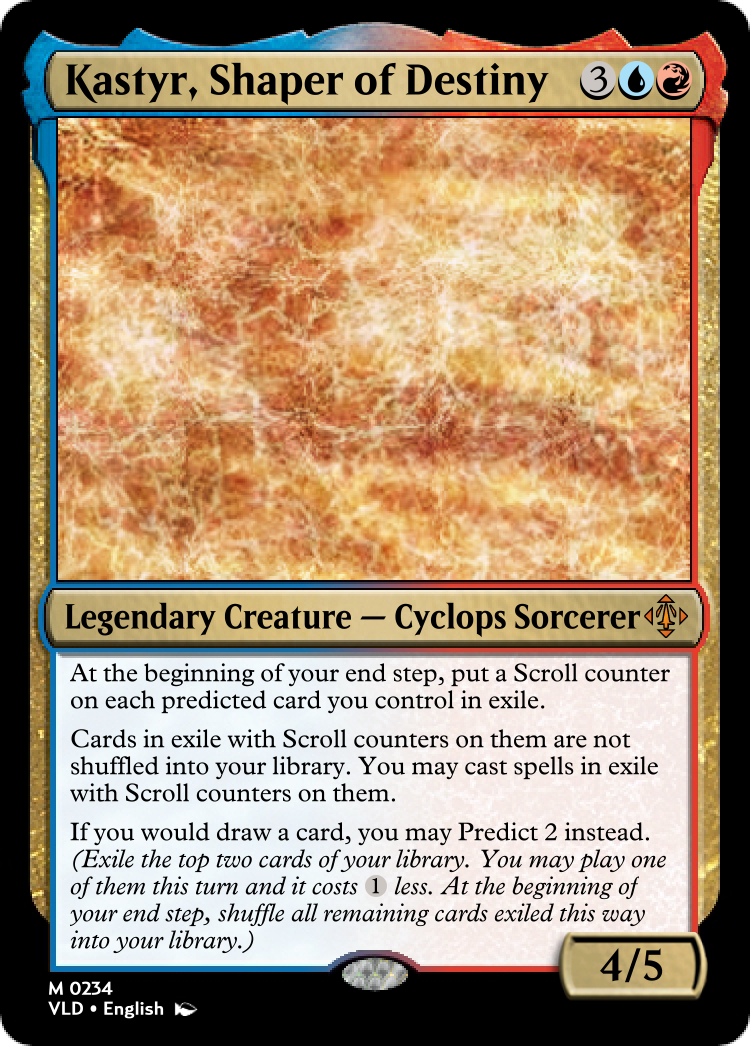 Kastyr, Shaper of Destiny 3
Legendary Creature — Cyclops Sorcerer
At the beginning of your end step, put a Scroll counter
on each predicted card you control in exile.
Cards in exile with Scroll counters on them are not
shuffled into your library. You may cast spells in exile
with Scroll counters on them.
If you would draw a card, you may Predict 2 instead.
(Exile the top two cards of your library. You may play one
of them this turn and it costs 1 less. At the beginning of
your end step, shuffle all remaining cards exiled this way
into your library.)
4/5
M 0234
VLD • English